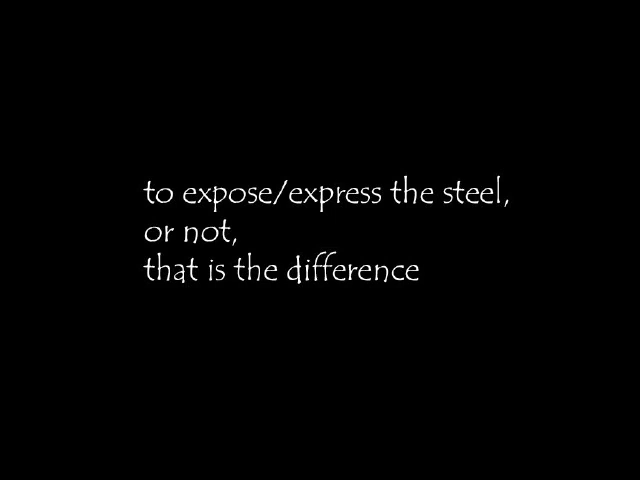 to expose/express the steel,
or not,
that is the difference